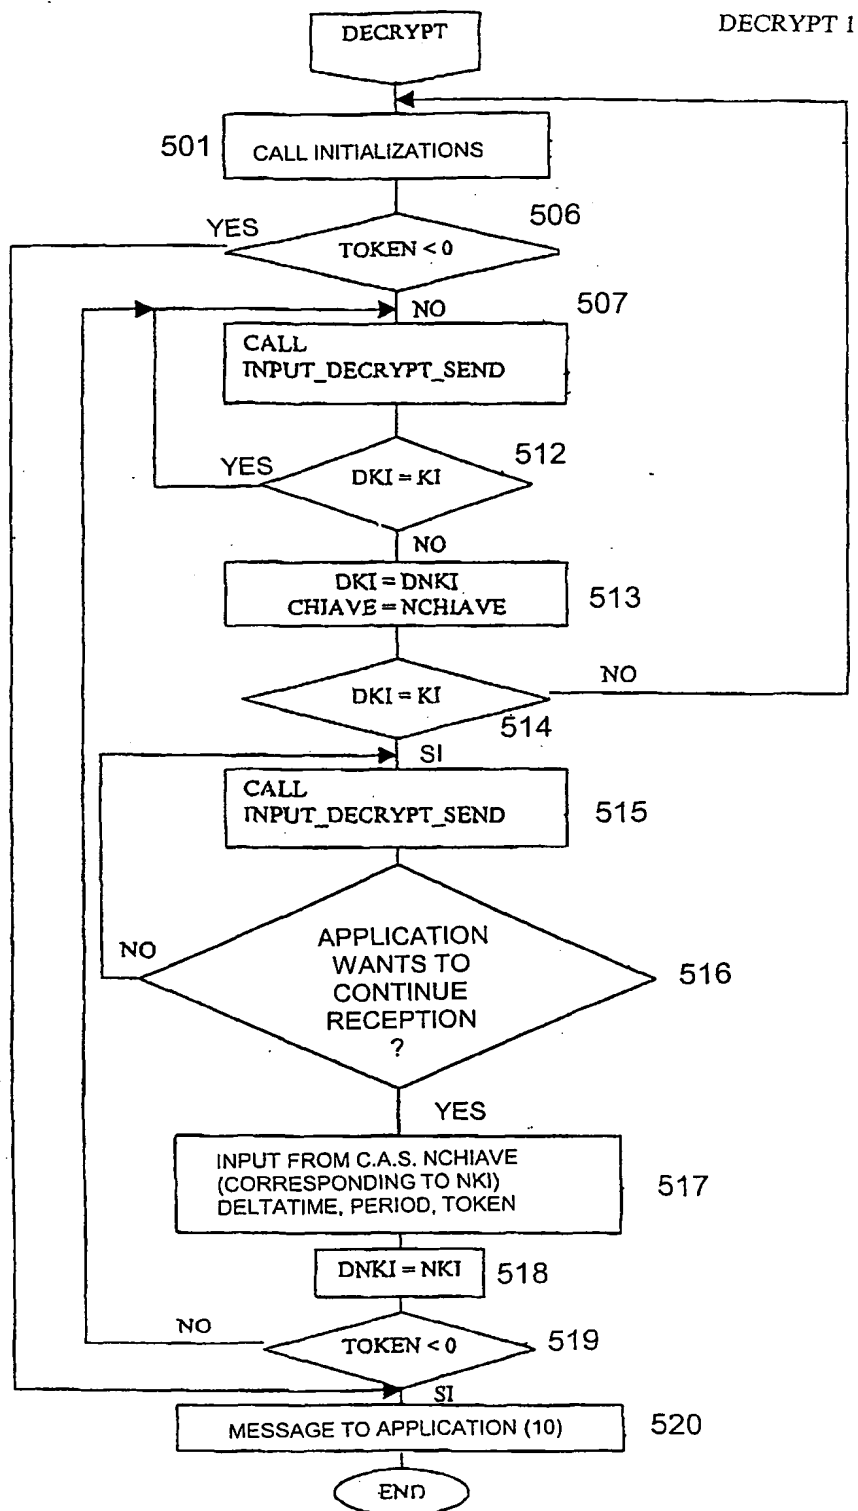 DECRYPT 1
DECRYPT
501
CALL INITIALIZATIONS
YES
506
TOKEN < 0
NO
507
CALL
INPUT_DECRYPT_SEND
YES
512
DKI = KI
NO
DKI = DNKI
CHIAVE = NCHIAVE
513
NO
DKI = KI
514
SI
CALL
INPUT_DECRYPT_SEND
515
NO
APPLICATION
WANTS TO
CONTINUE
RECEPTION
?
516
YES
INPUT FROM C.A.S. NCHIAVE
(CORRESPONDING TO NKI)
DELTATIME, PERIOD, TOKEN
517
DNKI = NKI
518
NO
TOKEN < 0
519
SI
MESSAGE TO APPLICATION (10)
520
END